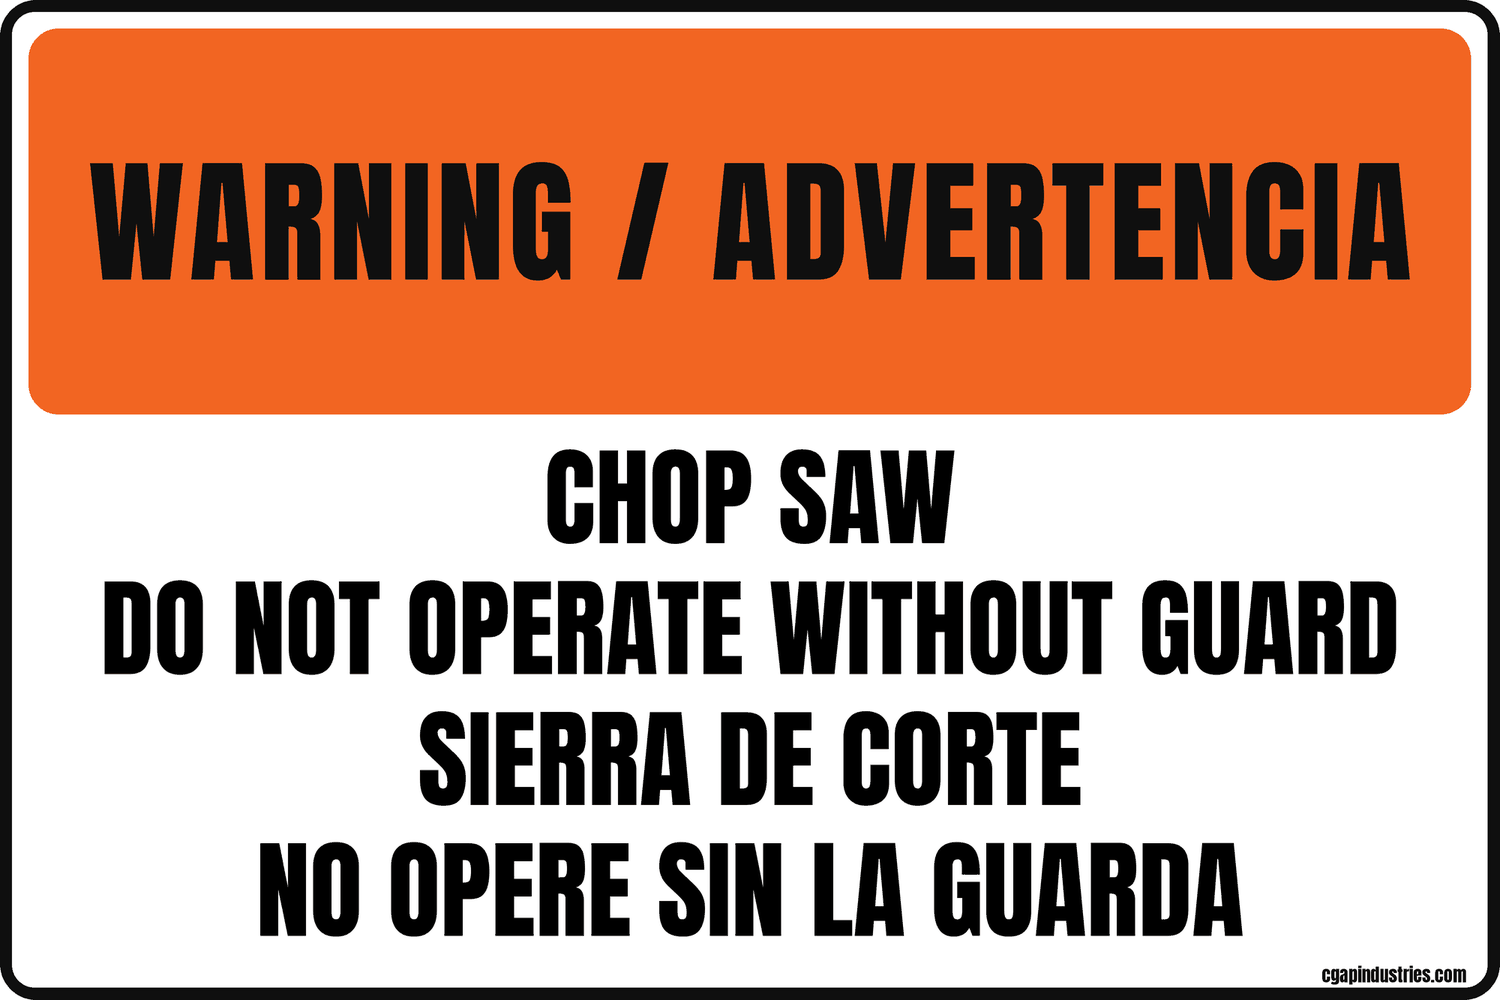 WARNING / ADVERTENCIA
CHOP SAW
DO NOT OPERATE WITHOUT GUARD
SIERRA DE CORTE
NO OPERE SIN LA GUARDA
cgapindustries.com